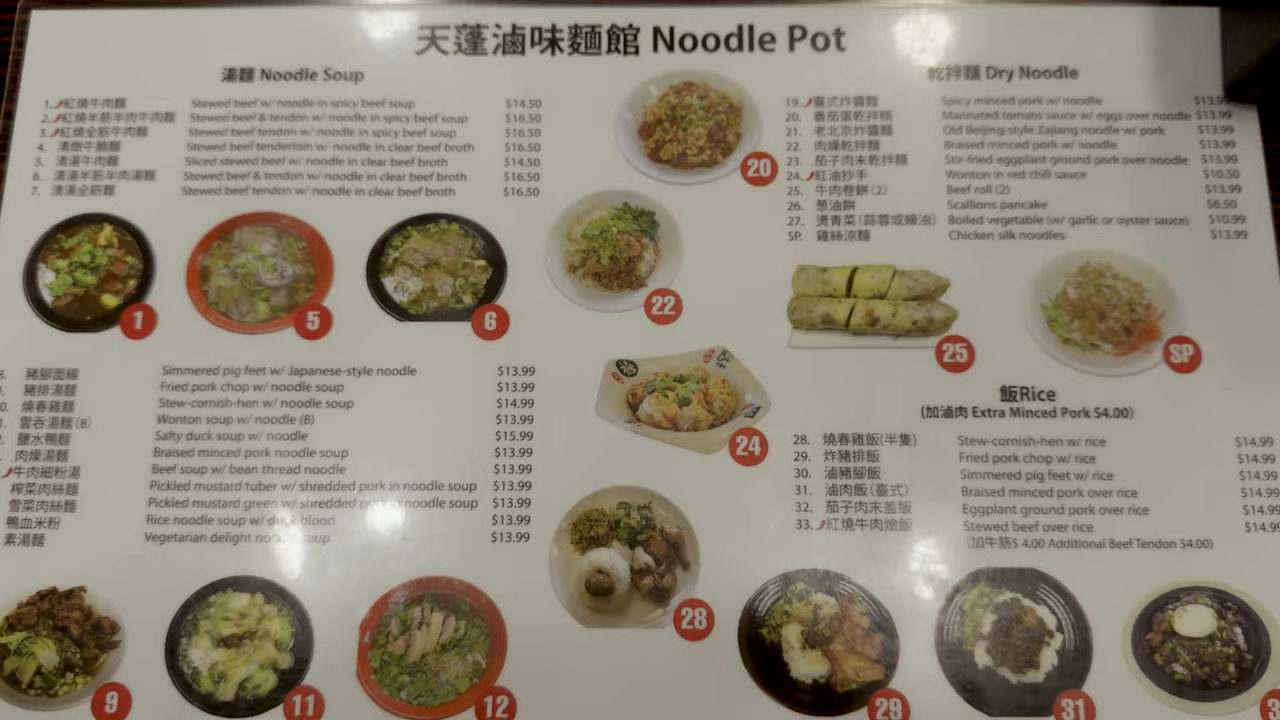 天蓬滷味麵館 Noodle Pot
湯麵 Noodle Soup
1. 紅燒牛肉麵 Stewed beef w/ noodle in spicy beef soup $14.50
2. 紅燒半筋半肉牛肉麵 Stewed beef & tendon w/ noodle in spicy beef soup $16.50
3. 紅燒全筋牛肉麵 Stewed beef tendon w/ noodle in spicy beef soup $16.50
4. 清燉牛腩麵 Stewed beef tenderloin w/ noodle in clear beef broth $16.50
5. 清湯牛肉麵 Sliced stewed beef w/ noodle in clear beef broth $14.50
6. 清湯半筋半肉湯麵 Stewed beef & tendon w/ noodle in clear beef broth $16.50
7. 清湯全筋麵 Stewed beef tendon w/ noodle in clear beef broth $16.50
1
5
6
8. 豬腳面線 Simmered pig feet w/ Japanese-style noodle $13.99
豬排湯麵 Fried pork chop w/ noodle soup $13.99
0. 燒春雞麵 Stew-cornish-hen w/ noodle soup $14.99
1. 雲吞湯麵(8) Wonton soup w/ noodle (8) $13.99
鹽水鴨麵 Salty duck soup w/ noodle $15.99
肉燥湯麵 Braised minced pork noodle soup $13.99
牛肉細粉湯 Beef soup w/ bean thread noodle $13.99
榨菜肉絲麵 Pickled mustard tuber w/ shredded pork in noodle soup $13.99
雪菜肉絲麵 Pickled mustard green w/ shredded pork in noodle soup $13.99
鴨血米粉 Rice noodle soup w/ duck blood $13.99
素湯麵 Vegetarian delight noodle soup $13.99
9
11
12
20
22
24
28
乾拌麵 Dry Noodle
19. 臺式炸醬麵 Spicy minced pork w/ noodle $13.99
20. 番茄蛋乾拌麵 Marinated tomato sauce w/ eggs over noodle $13.99
21. 老北京炸醬麵 Old Beijing-style Zajiang noodle w/ pork $13.99
22. 肉燥乾拌麵 Braised minced pork w/ noodle $13.99
23. 茄子肉末乾拌麵 Stir-fried eggplant ground pork over noodle $13.99
24. 紅油抄手 Wonton in red chili sauce $10.50
25. 牛肉卷餅(2) Beef roll (2) $13.99
26. 葱油餅 Scallions pancake $6.50
27. 燙青菜(蒜蓉或蠔油) Boiled vegetable (w/ garlic or oyster sauce) $10.99
SP. 雞絲涼麵 Chicken silk noodles $13.99
25
SP
飯Rice
(加滷肉 Extra Minced Pork $4.00)
28. 燒春雞飯(半隻) Stew-cornish-hen w/ rice $14.99
29. 炸豬排飯 Fried pork chop w/ rice $14.99
30. 滷豬腳飯 Simmered pig feet w/ rice $14.99
31. 滷肉飯(臺式) Braised minced pork over rice $14.99
32. 茄子肉末盖飯 Eggplant ground pork over rice $14.99
33. 紅燒牛肉燴飯 Stewed beef over rice $14.99
(加牛筋$ 4.00 Additional Beef Tendon $4.00)
29
31